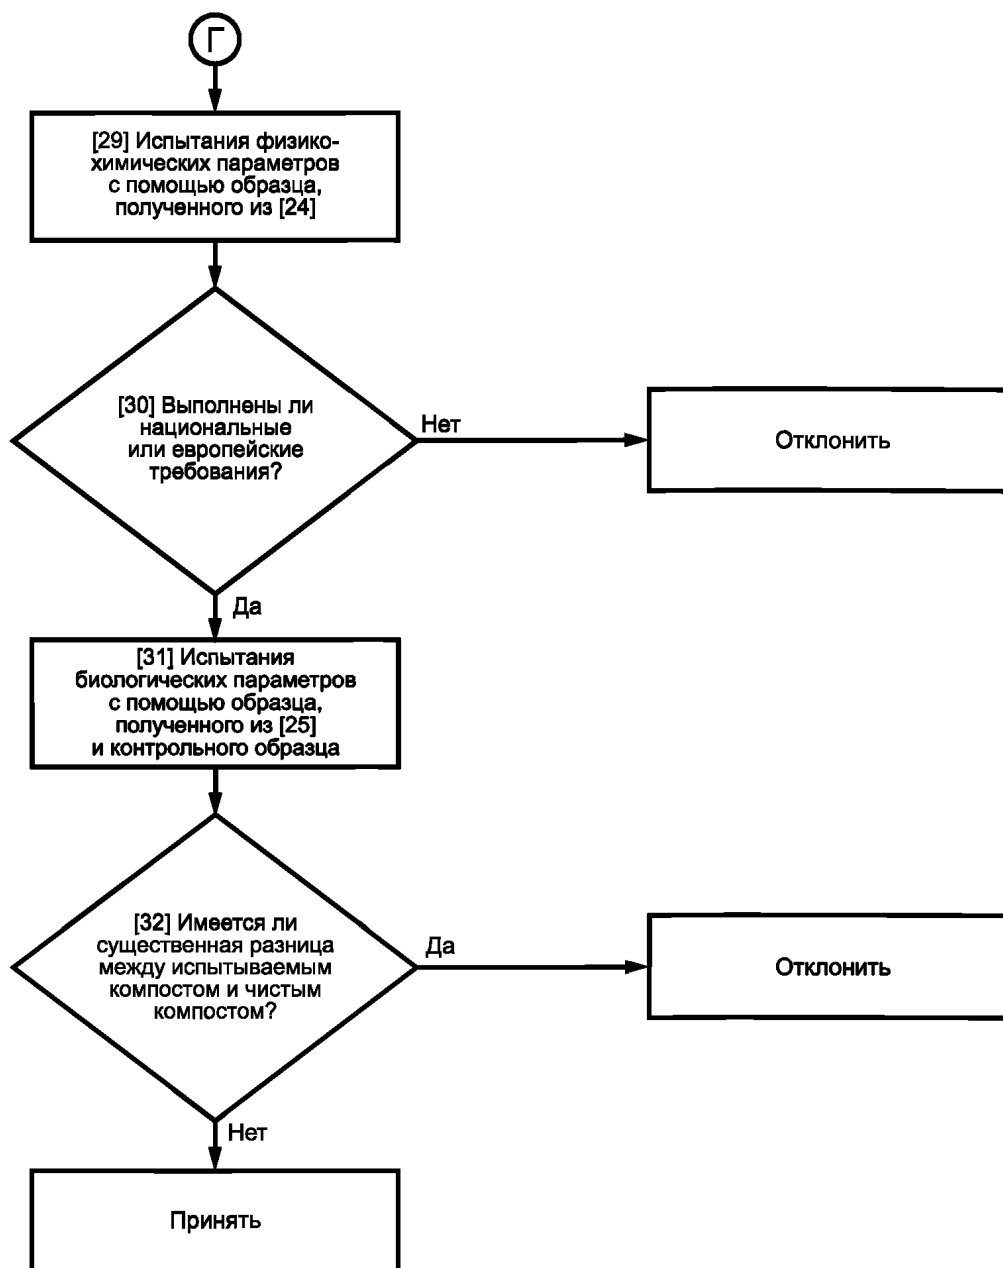 Г
[29] Испытания физико-
химических параметров
с помощью образца,
полученного из [24]
[30] Выполнены ли
национальные
или европейские
требования?
Нет
Отклонить
Да
[31] Испытания
биологических параметров
с помощью образца,
полученного из [25]
и контрольного образца
[32] Имеется ли
существенная разница
между испытываемым
компостом и чистым
компостом?
Да
Отклонить
Нет
Принять